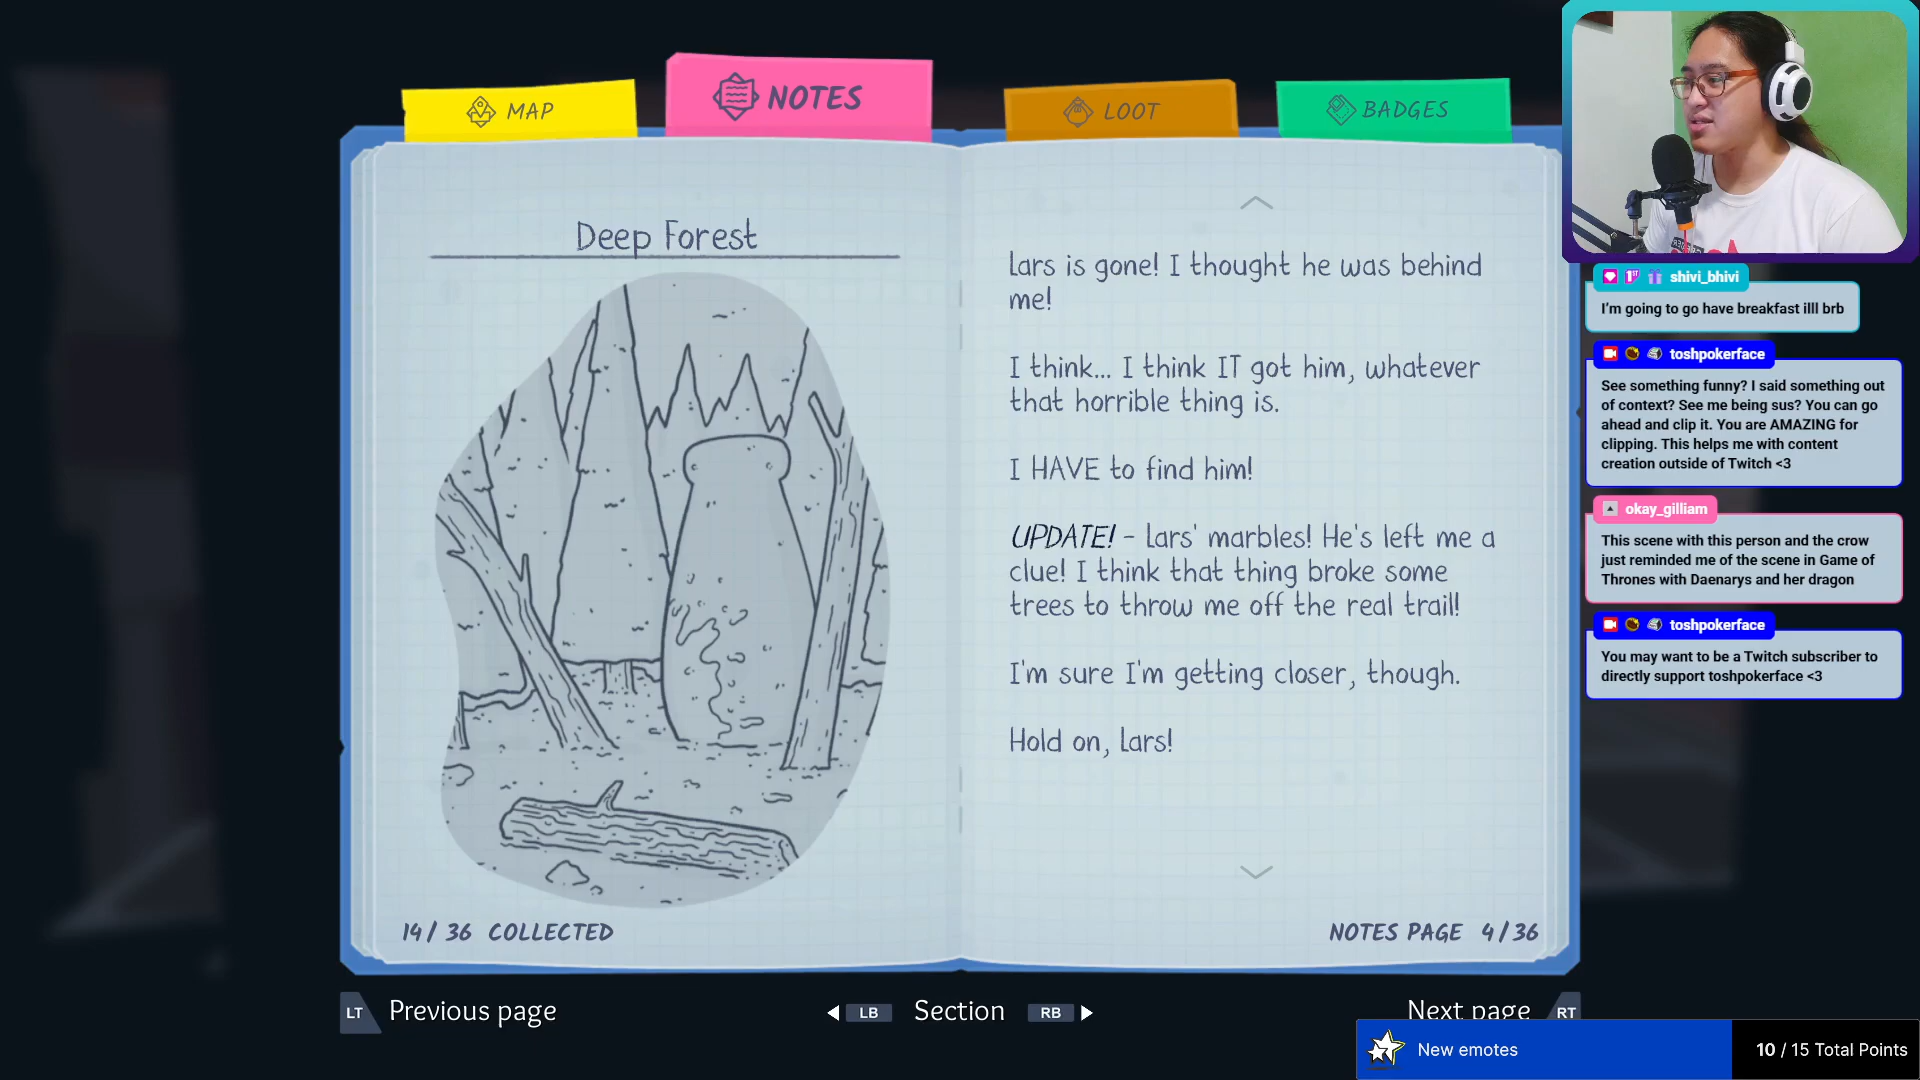 MAP
NOTES
LOOT
BADGES
Deep Forest
Lars is gone! I thought he was behind
me!
I think... I think IT got him, whatever
that horrible thing is.
I HAVE to find him!
UPDATE! - Lars' marbles! He's left me a
clue! I think that thing broke some
trees to throw me off the real trail!
I'm sure I'm getting closer, though.
Hold on, Lars!
14/36 COLLECTED
NOTES PAGE 4/36
LT Previous page
LB Section RB
Next page RT
shivi_bhivi
I'm going to go have breakfast illl brb
toshpokerface
See something funny? I said something out
of context? See me being sus? You can go
ahead and clip it. You are AMAZING for
clipping. This helps me with content
creation outside of Twitch <3
okay_gilliam
This scene with this person and the crow
just reminded me of the scene in Game of
Thrones with Daenarys and her dragon
toshpokerface
You may want to be a Twitch subscriber to
directly support toshpokerface <3
New emotes
10 / 15 Total Points